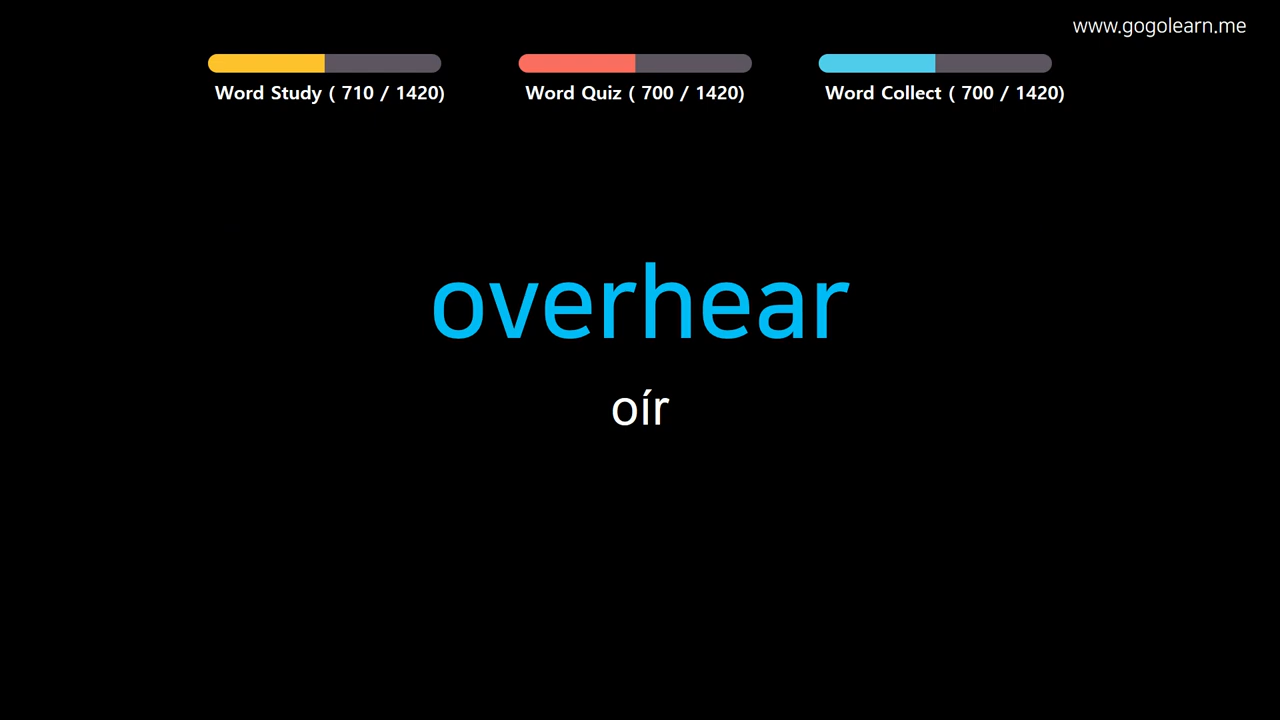 www.gogolearn.me
Word Study ( 710 / 1420)
Word Quiz ( 700 / 1420)
Word Collect ( 700 / 1420)
overhear
oír